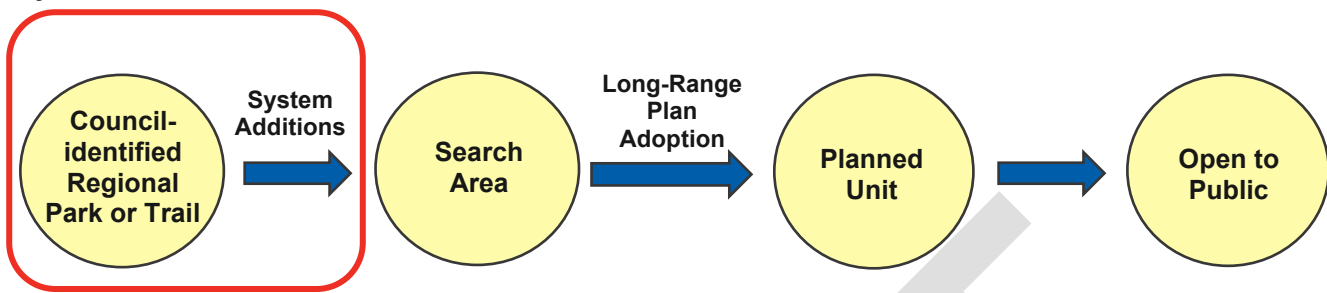 Council-
identified
Regional
Park or Trail
System
Additions
Search
Area
Long-Range
Plan
Adoption
Planned
Unit
Open to
Public